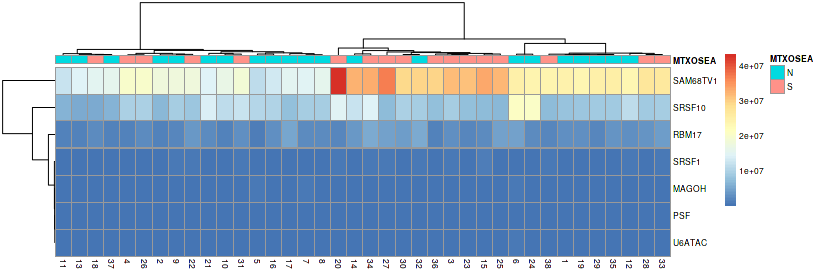 MTXOSEA
SAM68TV1
SRSF10
RBM17
SRSF1
MAGOH
PSF
U6ATAC
11 13 18 37 4 26 2 9 22 21 10 31 5 16 17 7 8 20 14 34 27 30 32 36 3 23 15 25 6 24 38 1 19 29 35 12 28 33
4e+07
3e+07
2e+07
1e+07
MTXOSEA
N
S